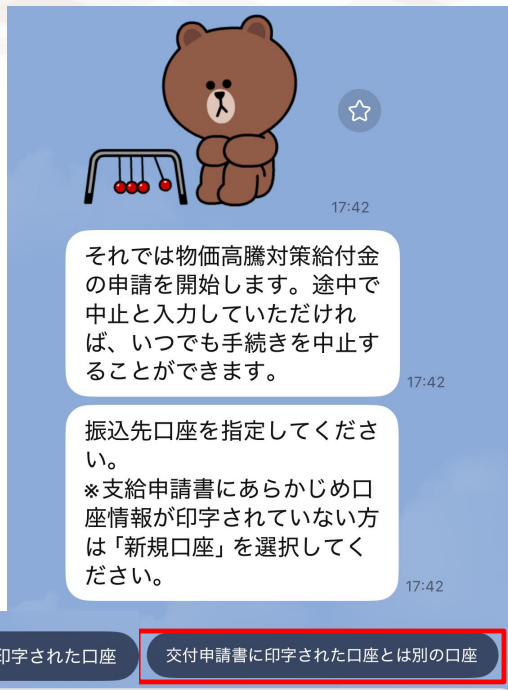 17:42
それでは物価高騰対策給付金
の申請を開始します。途中で
中止と入力していただけれ
ば、いつでも手続きを中止す
ることができます。
17:42
振込先口座を指定してくださ
い。
※支給申請書にあらかじめ口
座情報が印字されていない方
は「新規口座」を選択してく
ださい。
17:42
印字された口座
交付申請書に印字された口座とは別の口座